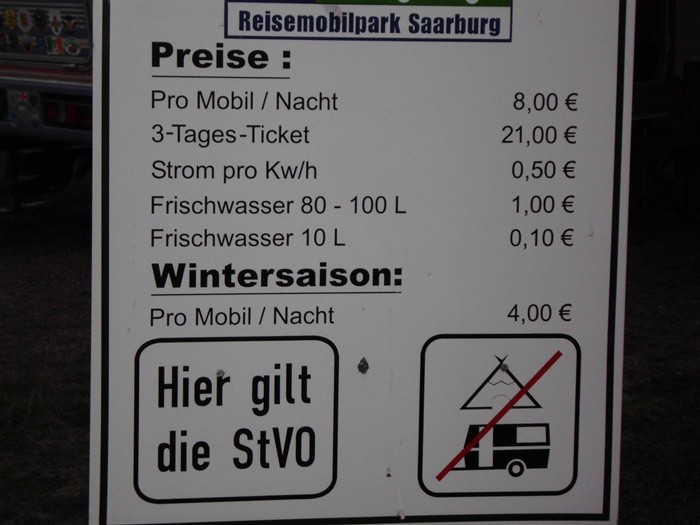 Reisemobilpark Saarburg
Preise :
Pro Mobil / Nacht 8,00 €
3-Tages-Ticket 21,00 €
Strom pro Kw/h 0,50 €
Frischwasser 80 - 100 L 1,00 €
Frischwasser 10 L 0,10 €
Wintersaison:
Pro Mobil / Nacht 4,00 €
Hier gilt
die StVO